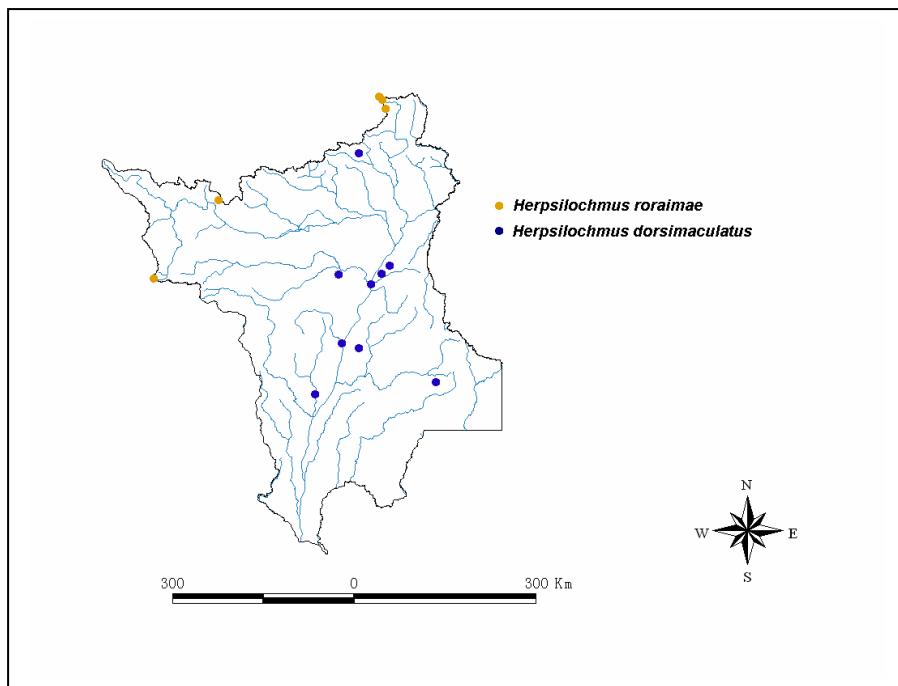 Herpsilochmus roraimae
Herpsilochmus dorsimaculatus
N
W E
S
300 0 300 Km